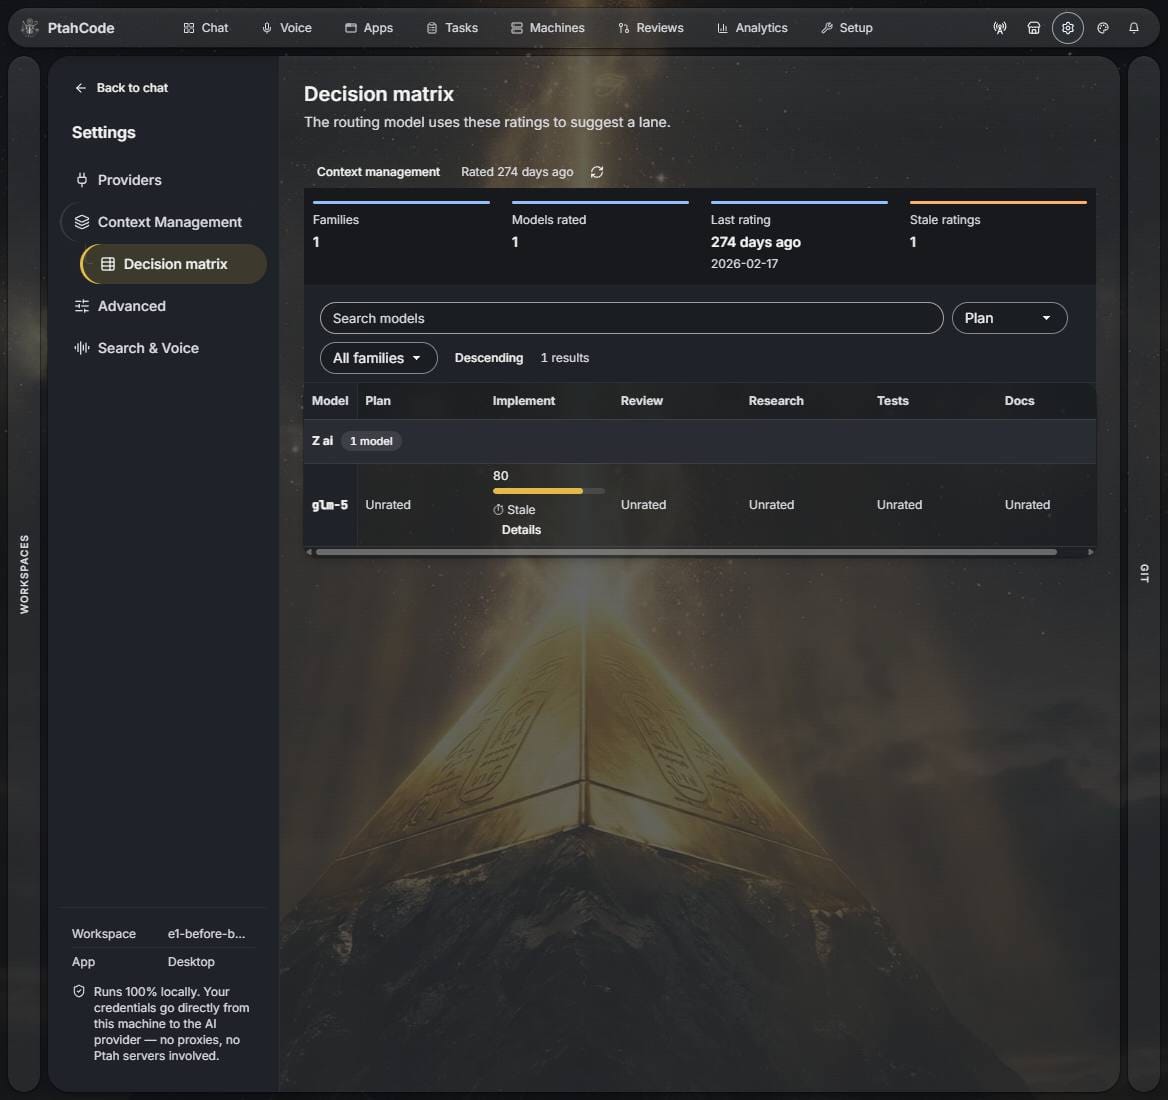 PtahCode
Chat
Voice
Apps
Tasks
Machines
Reviews
Analytics
Setup
WORKSPACES
Back to chat
Settings
Providers
Context Management
Decision matrix
Advanced
Search & Voice
Workspace e1-before-b...
App Desktop
Runs 100% locally. Your
credentials go directly from
this machine to the AI
provider — no proxies, no
Ptah servers involved.
Decision matrix
The routing model uses these ratings to suggest a lane.
Context management Rated 274 days ago
Families
1
Models rated
1
Last rating
274 days ago
2026-02-17
Stale ratings
1
Search models
Plan
All families
Descending
1 results
Model Plan Implement Review Research Tests Docs
Z ai 1 model
80
glm-5 Unrated Unrated Unrated Unrated Unrated
Stale
Details
GIT